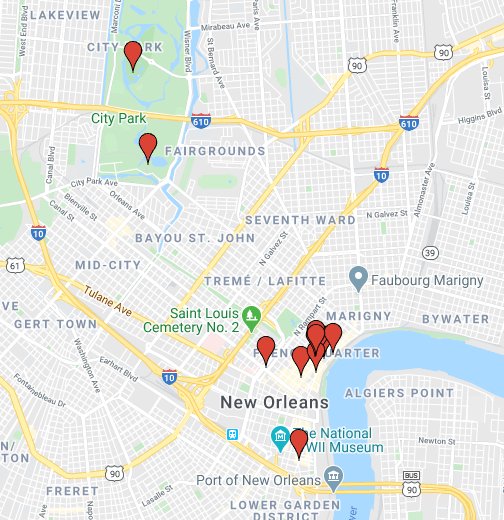 LAKEVIEW
West End Blvd
Marconi D
CITY PARK
Wisner Blvd
Mirabeau Ave
St Bernard Ave
Franklin Ave
90
90
Louisa St
Higgins Blvd
City Park
610
610
FAIRGROUNDS
10
Canal Blvd
City Park Ave
Bienville St
Canal St
Orleans Ave
Almonaster Ave
Louisa St
SEVENTH WARD
N Galvez St
10
BAYOU ST. JOHN
N Galvez St
39
61
MID-CITY
TREMÉ / LAFITTE
Faubourg Marigny
Tulane Ave
N Rampart St
Saint Louis
Cemetery No. 2
MARIGNY
BYWATER
VE
GERT TOWN
Washington Ave
FRENCH QUARTER
Earhart Blvd
10
Fontainebleau Dr
New Orleans
ALGIERS POINT
The National
WWII Museum
Newton St
N/
NTON
90
Port of New Orleans
BUS
90
FRERET
Lasalle St
LOWER GARDEN
DISTRICT